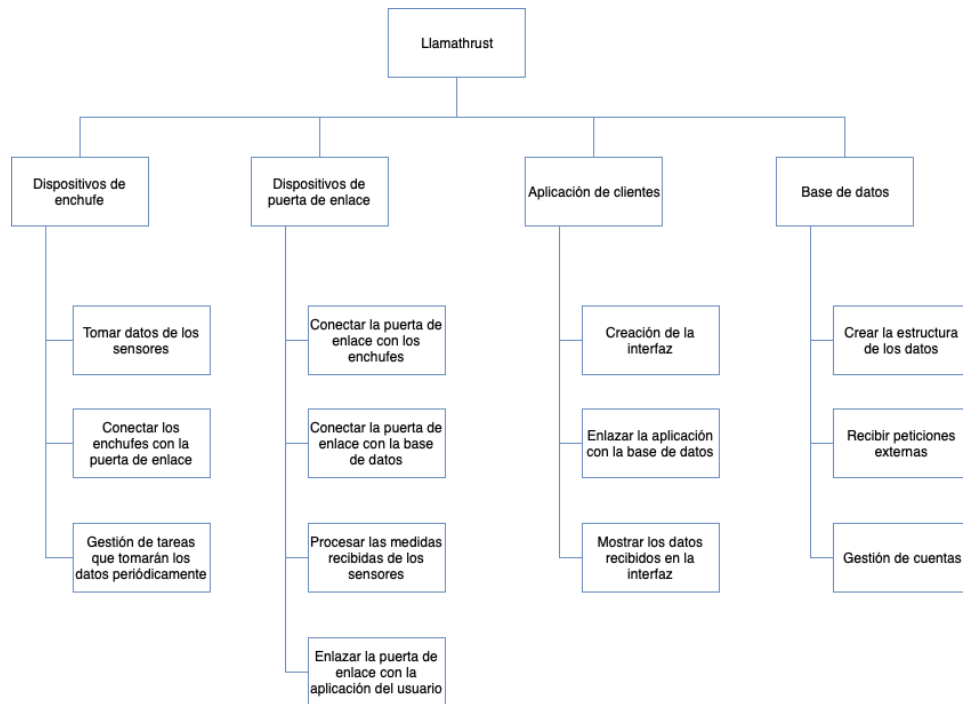 Llamathrust
Dispositivos de
enchufe
Dispositivos de
puerta de enlace
Aplicación de clientes
Base de datos
Tomar datos de los
sensores
Conectar los
enchufes con la
puerta de enlace
Gestión de tareas
que tomarán los
datos periódicamente
Conectar la puerta de
enlace con los
enchufes
Conectar la puerta de
enlace con la base
de datos
Procesar las medidas
recibidas de los
sensores
Enlazar la puerta de
enlace con la
aplicación del usuario
Creación de la
interfaz
Enlazar la aplicación
con la base de datos
Mostrar los datos
recibidos en la
interfaz
Crear la estructura
de los datos
Recibir peticiones
externas
Gestión de cuentas